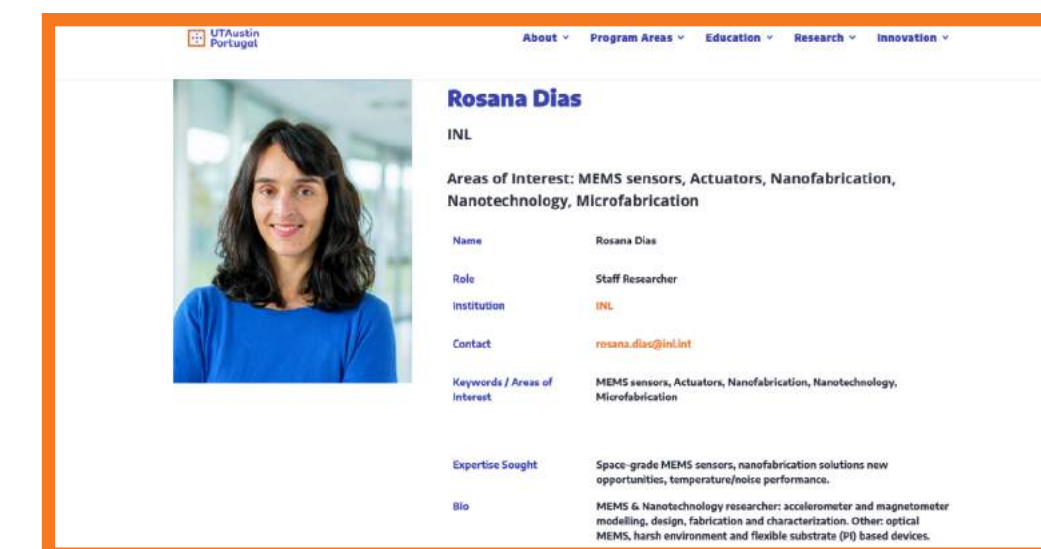 UTAustin
Portugal
About
Program Areas
Education
Research
Innovation
Rosana Dias
INL
Areas of Interest: MEMS sensors, Actuators, Nanofabrication,
Nanotechnology, Microfabrication
Name Rosana Dias
Role Staff Researcher
Institution INL
Contact rosana.dias@inl.int
Keywords / Areas of MEMS sensors, Actuators, Nanofabrication, Nanotechnology,
Interest Microfabrication
Expertise Sought Space-grade MEMS sensors, nanofabrication solutions new
opportunities, temperature/noise performance.
Bio MEMS & Nanotechnology researcher: accelerometer and magnetometer
modelling, design, fabrication and characterization. Other: optical
MEMS, harsh environment and flexible substrate (PI) based devices.